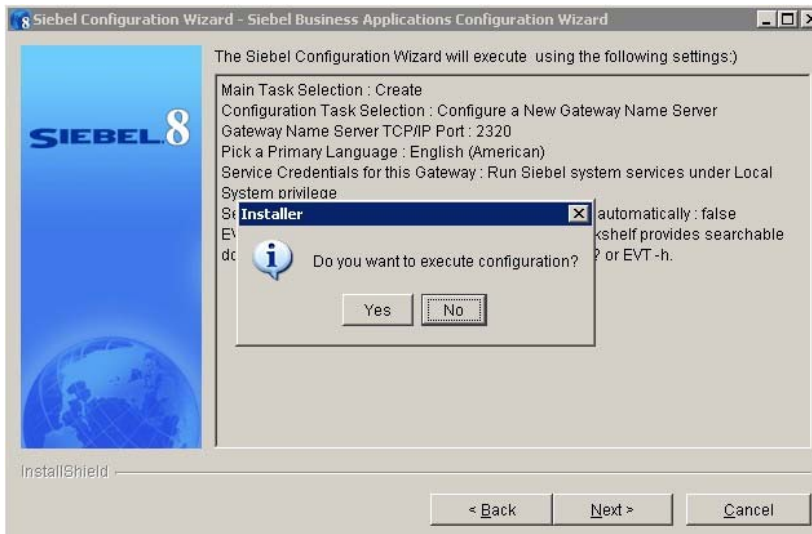 Siebel Configuration Wizard - Siebel Business Applications Configuration Wizard
The Siebel Configuration Wizard will execute using the following settings:)
SIEBEL. 8
Main Task Selection : Create
Configuration Task Selection : Configure a New Gateway Name Server
Gateway Name Server TCP/IP Port : 2320
Pick a Primary Language : English (American)
Service Credentials for this Gateway : Run Siebel system services under Local
System privilege
automatically : false
provides searchable
? or EVT -h.
Installer
Do you want to execute configuration?
Yes
No
InstallShield
< Back
Next >
Cancel